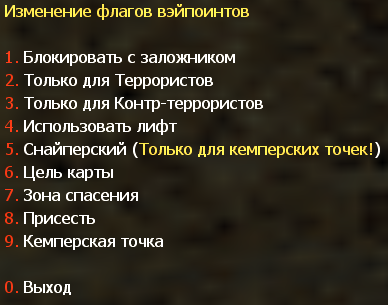 Изменение флагов вэйпоинтов
1. Блокировать с заложником
2. Только для Террористов
3. Только для Контр-террористов
4. Использовать лифт
5. Снайперский (Только для кемперских точек!)
6. Цель карты
7. Зона спасения
8. Присесть
9. Кемперская точка
0. Выход